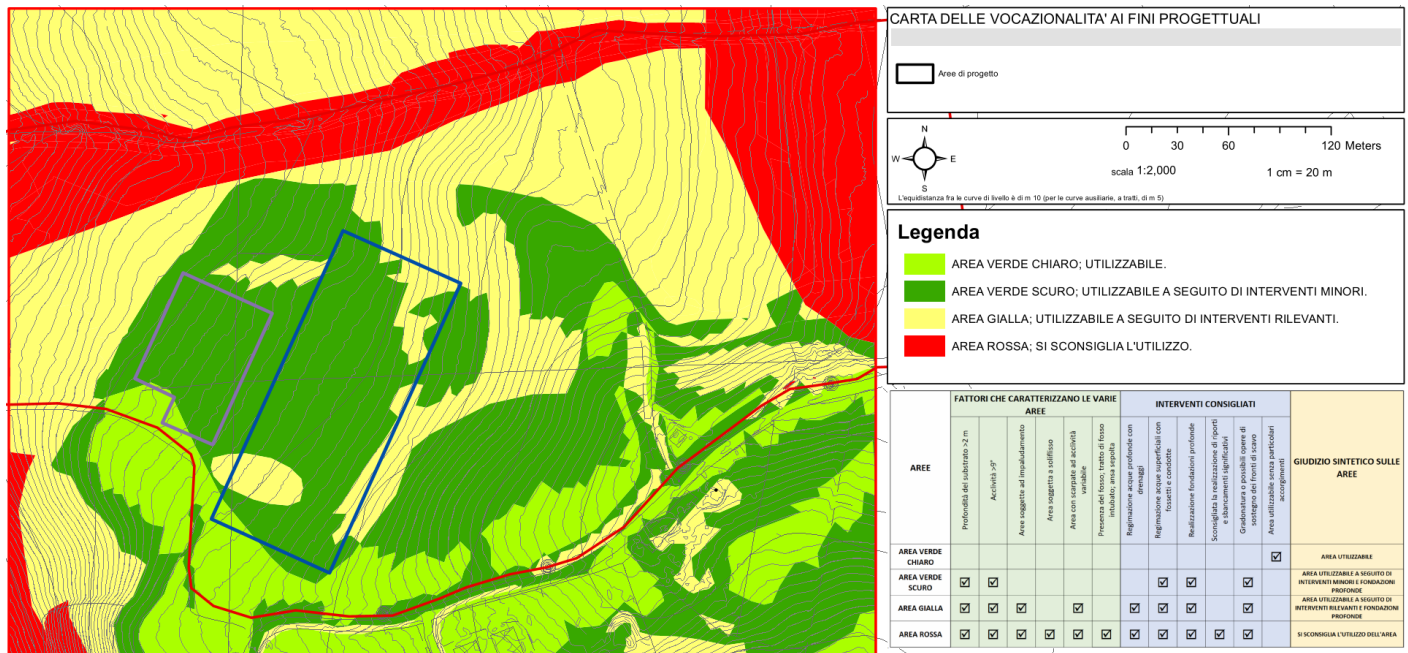 CARTA DELLE VOCAZIONALITA' AI FINI PROGETTUALI
Aree di progetto
N
W
E
S
0 30 60 120 Meters
scala 1:2,000
1 cm = 20 m
L'equidistanza fra le curve di livello è di m 10 (per le curve ausiliarie, a tratti, di m 5)
Legenda
AREA VERDE CHIARO; UTILIZZABILE.
AREA VERDE SCURO; UTILIZZABILE A SEGUITO DI INTERVENTI MINORI.
AREA GIALLA; UTILIZZABILE A SEGUITO DI INTERVENTI RILEVANTI.
AREA ROSSA; SI SCONSIGLIA L'UTILIZZO.
AREE
FATTORI CHE CARATTERIZZANO LE VARIE
AREE
INTERVENTI CONSIGLIATI
GIUDIZIO SINTETICO SULLE
AREE
Profondità del substrato >2 m
Acclività >9°
Aree soggette ad impaludamento
Area soggetta a soliflusso
Area con scarpate ad acclività
variabile
Presenza del fosso; tratto di fosso
intubato; ansa sepolta
Regimazione acque profonde con
drenaggi
Regimazione acque superficiali con
fossetti e condotte
Realizzazione fondazioni profonde
Sconsigliata la realizzazione di riporti
e sbancamenti significativi
Gradonatura o possibili opere di
sostegno dei fronti di scavo
Area utilizzabile senza particolari
accorgimenti
AREA VERDE
CHIARO
☑
AREA UTILIZZABILE
AREA VERDE
SCURO
☑ ☑ ☑ ☑ ☑
AREA UTILIZZABILE A SEGUITO DI
INTERVENTI MINORI E FONDAZIONI
PROFONDE
AREA GIALLA
☑ ☑ ☑ ☑ ☑ ☑ ☑ ☑
AREA UTILIZZABILE A SEGUITO DI
INTERVENTI RILEVANTI E FONDAZIONI
PROFONDE
AREA ROSSA
☑ ☑ ☑ ☑ ☑ ☑ ☑ ☑ ☑ ☑ ☑
SI SCONSIGLIA L'UTILIZZO DELL'AREA